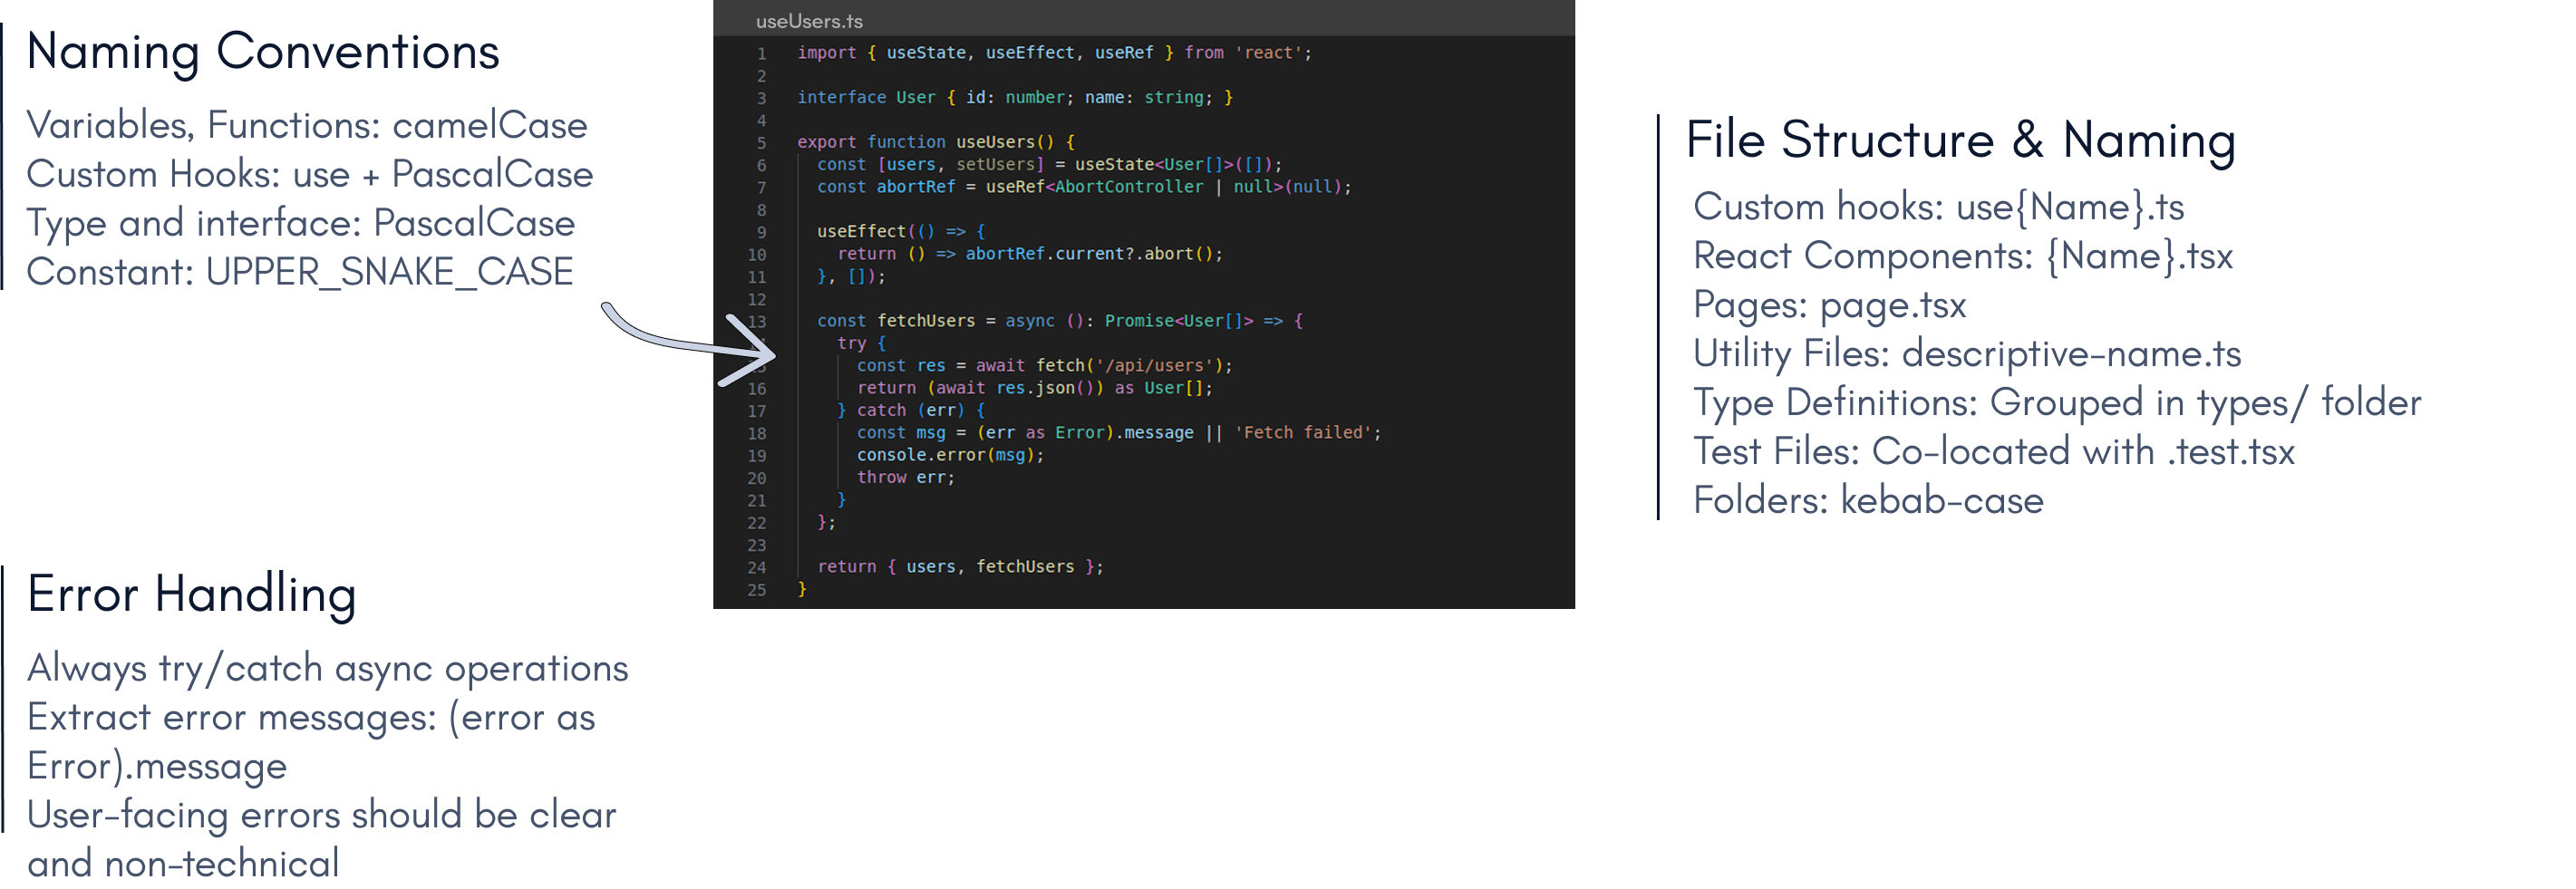 Naming Conventions
Variables, Functions: camelCase
Custom Hooks: use + PascalCase
Type and interface: PascalCase
Constant: UPPER_SNAKE_CASE
Error Handling
Always try/catch async operations
Extract error messages: (error as
Error).message
User-facing errors should be clear
and non-technical
useUsers.ts
1 import { useState, useEffect, useRef } from 'react';
2
3 interface User { id: number; name: string; }
4
5 export function useUsers() {
6   const [users, setUsers] = useState<User[]>([]);
7   const abortRef = useRef<AbortController | null>(null);
8
9   useEffect(() => {
10     return () => abortRef.current?.abort();
11   }, []);
12
13   const fetchUsers = async (): Promise<User[]> => {
    try {
      const res = await fetch('/api/users');
16       return (await res.json()) as User[];
17     } catch (err) {
18       const msg = (err as Error).message || 'Fetch failed';
19       console.error(msg);
20       throw err;
21     }
22   };
23
24   return { users, fetchUsers };
25 }
File Structure & Naming
Custom hooks: use{Name}.ts
React Components: {Name}.tsx
Pages: page.tsx
Utility Files: descriptive-name.ts
Type Definitions: Grouped in types/ folder
Test Files: Co-located with .test.tsx
Folders: kebab-case